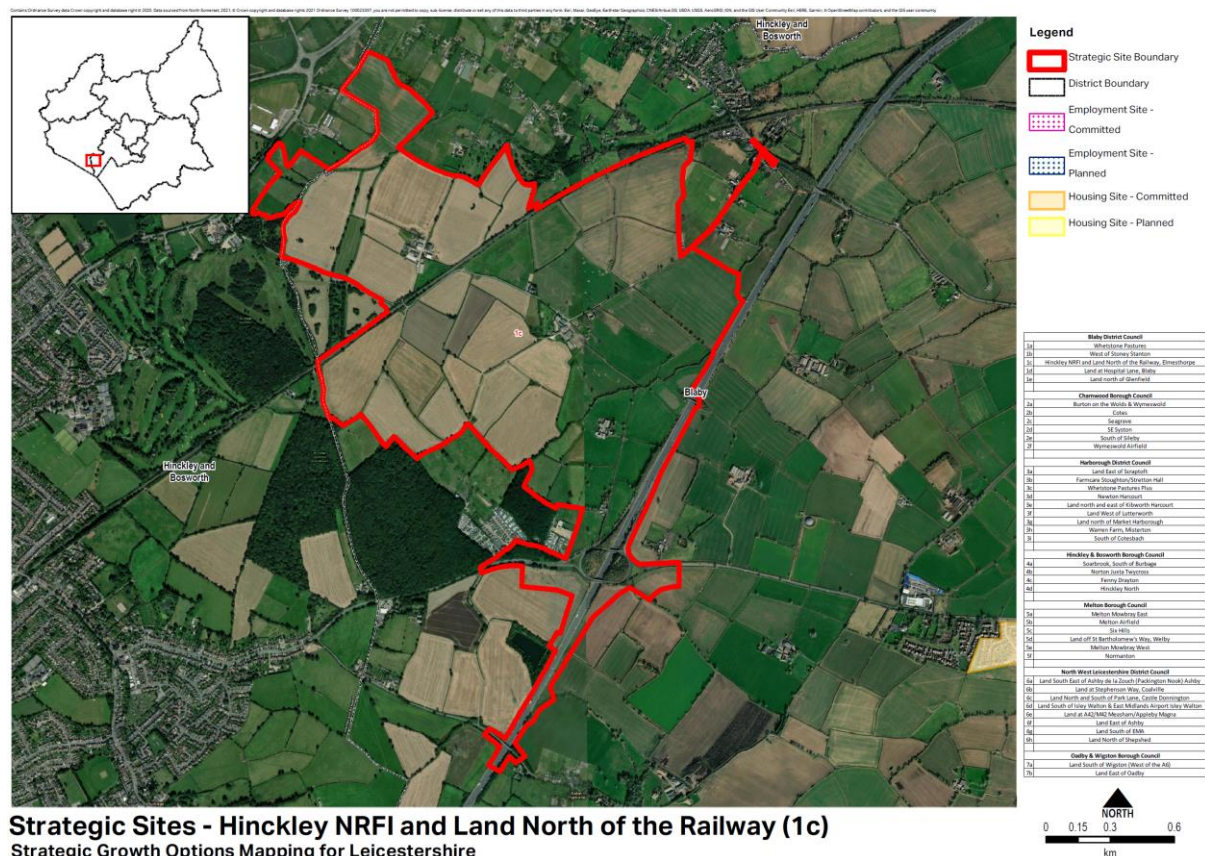 Hinckley and
Bosworth
1c
Blaby
Hinckley and
Bosworth
Legend
Strategic Site Boundary
District Boundary
Employment Site -
Committed
Employment Site -
Planned
Housing Site - Committed
Housing Site - Planned
Blaby District Council
1a Whetstone Pastures
1b West of Stoney Stanton
1c Hinckley NRFI and Land North of the Railway, Elmesthorpe
1d Land at Hospital Lane, Blaby
1e Land north of Glenfield
Charnwood Borough Council
2a Burton on the Wolds & Wymeswold
2b Cotes
2c Seagrave
2d SE Syston
2e South of Sileby
2f Wymeswold Airfield
Harborough District Council
3a Land East of Scraptoft
3b Farmcare Stoughton/Stretton Hall
3c Whetstone Pastures Plus
3d Newton Harcourt
3e Land north and east of Kibworth Harcourt
3f Land West of Lutterworth
3g Land north of Market Harborough
3h Warren Farm, Misterton
3i South of Cotesbach
Hinckley & Bosworth Borough Council
4a Soarbrook, South of Burbage
4b Norton Juxta Twycross
4c Fenny Drayton
4d Hinckley North
Melton Borough Council
5a Melton Mowbray East
5b Melton Airfield
5c Six Hills
5d Land off St Bartholomew's Way, Welby
5e Melton Mowbray West
5f Normanton
North West Leicestershire District Council
6a Land South East of Ashby de la Zouch (Packington Nook) Ashby
6b Land at Stephenson Way, Coalville
6c Land North and South of Park Lane, Castle Donnington
6d Land South of Isley Walton & East Midlands Airport Isley Walton
6e Land at A42/M42 Measham/Appleby Magna
6f Land East of Ashby
6g Land South of EMA
6h Land North of Shepshed
Oadby & Wigston Borough Council
7a Land South of Wigston (West of the A6)
7b Land East of Oadby
NORTH
0 0.15 0.3 0.6
km
Strategic Sites - Hinckley NRFI and Land North of the Railway (1c)
Strategic Growth Options Mapping for Leicestershire